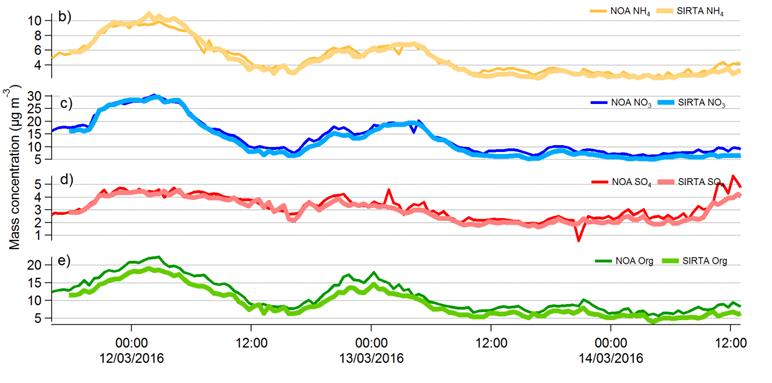 b)
NOA NH4 SIRTA NH4
10
8
6
4
c)
NOA NO3 SIRTA NO3
30
25
20
15
10
5
d)
NOA SO4 SIRTA SO
5
4
3
2
1
e)
NOA Org SIRTA Org
20
15
10
5
Mass concentration (µg m-3)
00:00 12:00 00:00 12:00 00:00 12:00
12/03/2016 13/03/2016 14/03/2016